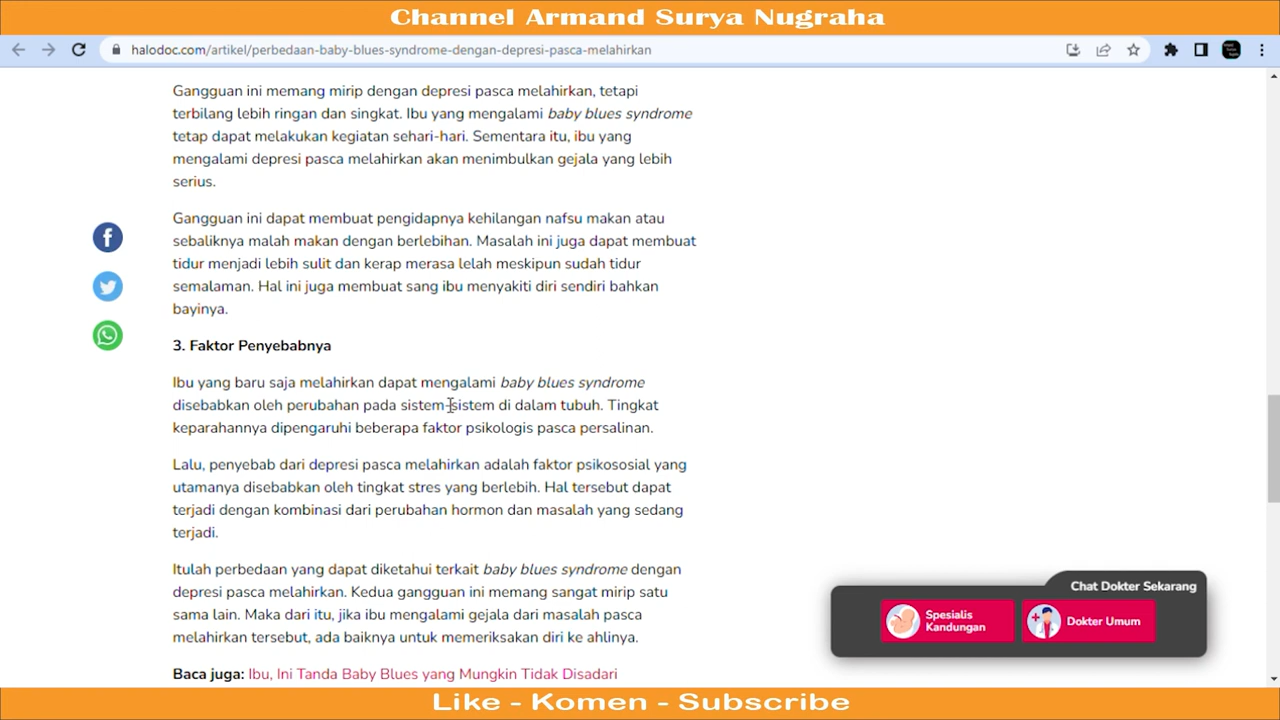 Channel Armand Surya Nugraha
halodoc.com/artikel/perbedaan-baby-blues-syndrome-dengan-depresi-pasca-melahirkan
Gangguan ini memang mirip dengan depresi pasca melahirkan, tetapi
terbilang lebih ringan dan singkat. Ibu yang mengalami baby blues syndrome
tetap dapat melakukan kegiatan sehari-hari. Sementara itu, ibu yang
mengalami depresi pasca melahirkan akan menimbulkan gejala yang lebih
serius.
Gangguan ini dapat membuat pengidapnya kehilangan nafsu makan atau
sebaliknya malah makan dengan berlebihan. Masalah ini juga dapat membuat
tidur menjadi lebih sulit dan kerap merasa lelah meskipun sudah tidur
semalaman. Hal ini juga membuat sang ibu menyakiti diri sendiri bahkan
bayinya.
3. Faktor Penyebabnya
Ibu yang baru saja melahirkan dapat mengalami baby blues syndrome
disebabkan oleh perubahan pada sistem-sistem di dalam tubuh. Tingkat
keparahannya dipengaruhi beberapa faktor psikologis pasca persalinan.
Lalu, penyebab dari depresi pasca melahirkan adalah faktor psikososial yang
utamanya disebabkan oleh tingkat stres yang berlebih. Hal tersebut dapat
terjadi dengan kombinasi dari perubahan hormon dan masalah yang sedang
terjadi.
Itulah perbedaan yang dapat diketahui terkait baby blues syndrome dengan
depresi pasca melahirkan. Kedua gangguan ini memang sangat mirip satu
sama lain. Maka dari itu, jika ibu mengalami gejala dari masalah pasca
melahirkan tersebut, ada baiknya untuk memeriksakan diri ke ahlinya.
Baca juga: Ibu, Ini Tanda Baby Blues yang Mungkin Tidak Disadari
Chat Dokter Sekarang
Spesialis
Kandungan
Dokter Umum
Like - Komen - Subscribe